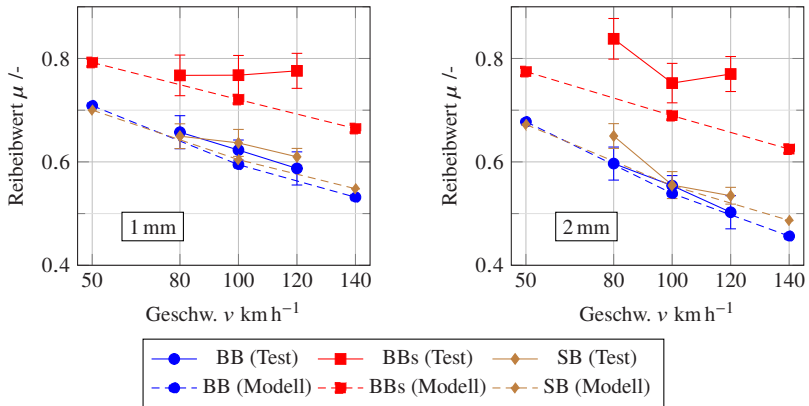 0.8
0.6
0.4
Reibeibwert μ /-
1 mm
50 80 100 120 140
Geschw. v km h⁻¹
0.8
0.6
0.4
Reibeibwert μ /-
2 mm
50 80 100 120 140
Geschw. v km h⁻¹
BB (Test) BBs (Test) SB (Test)
BB (Modell) BBs (Modell) SB (Modell)